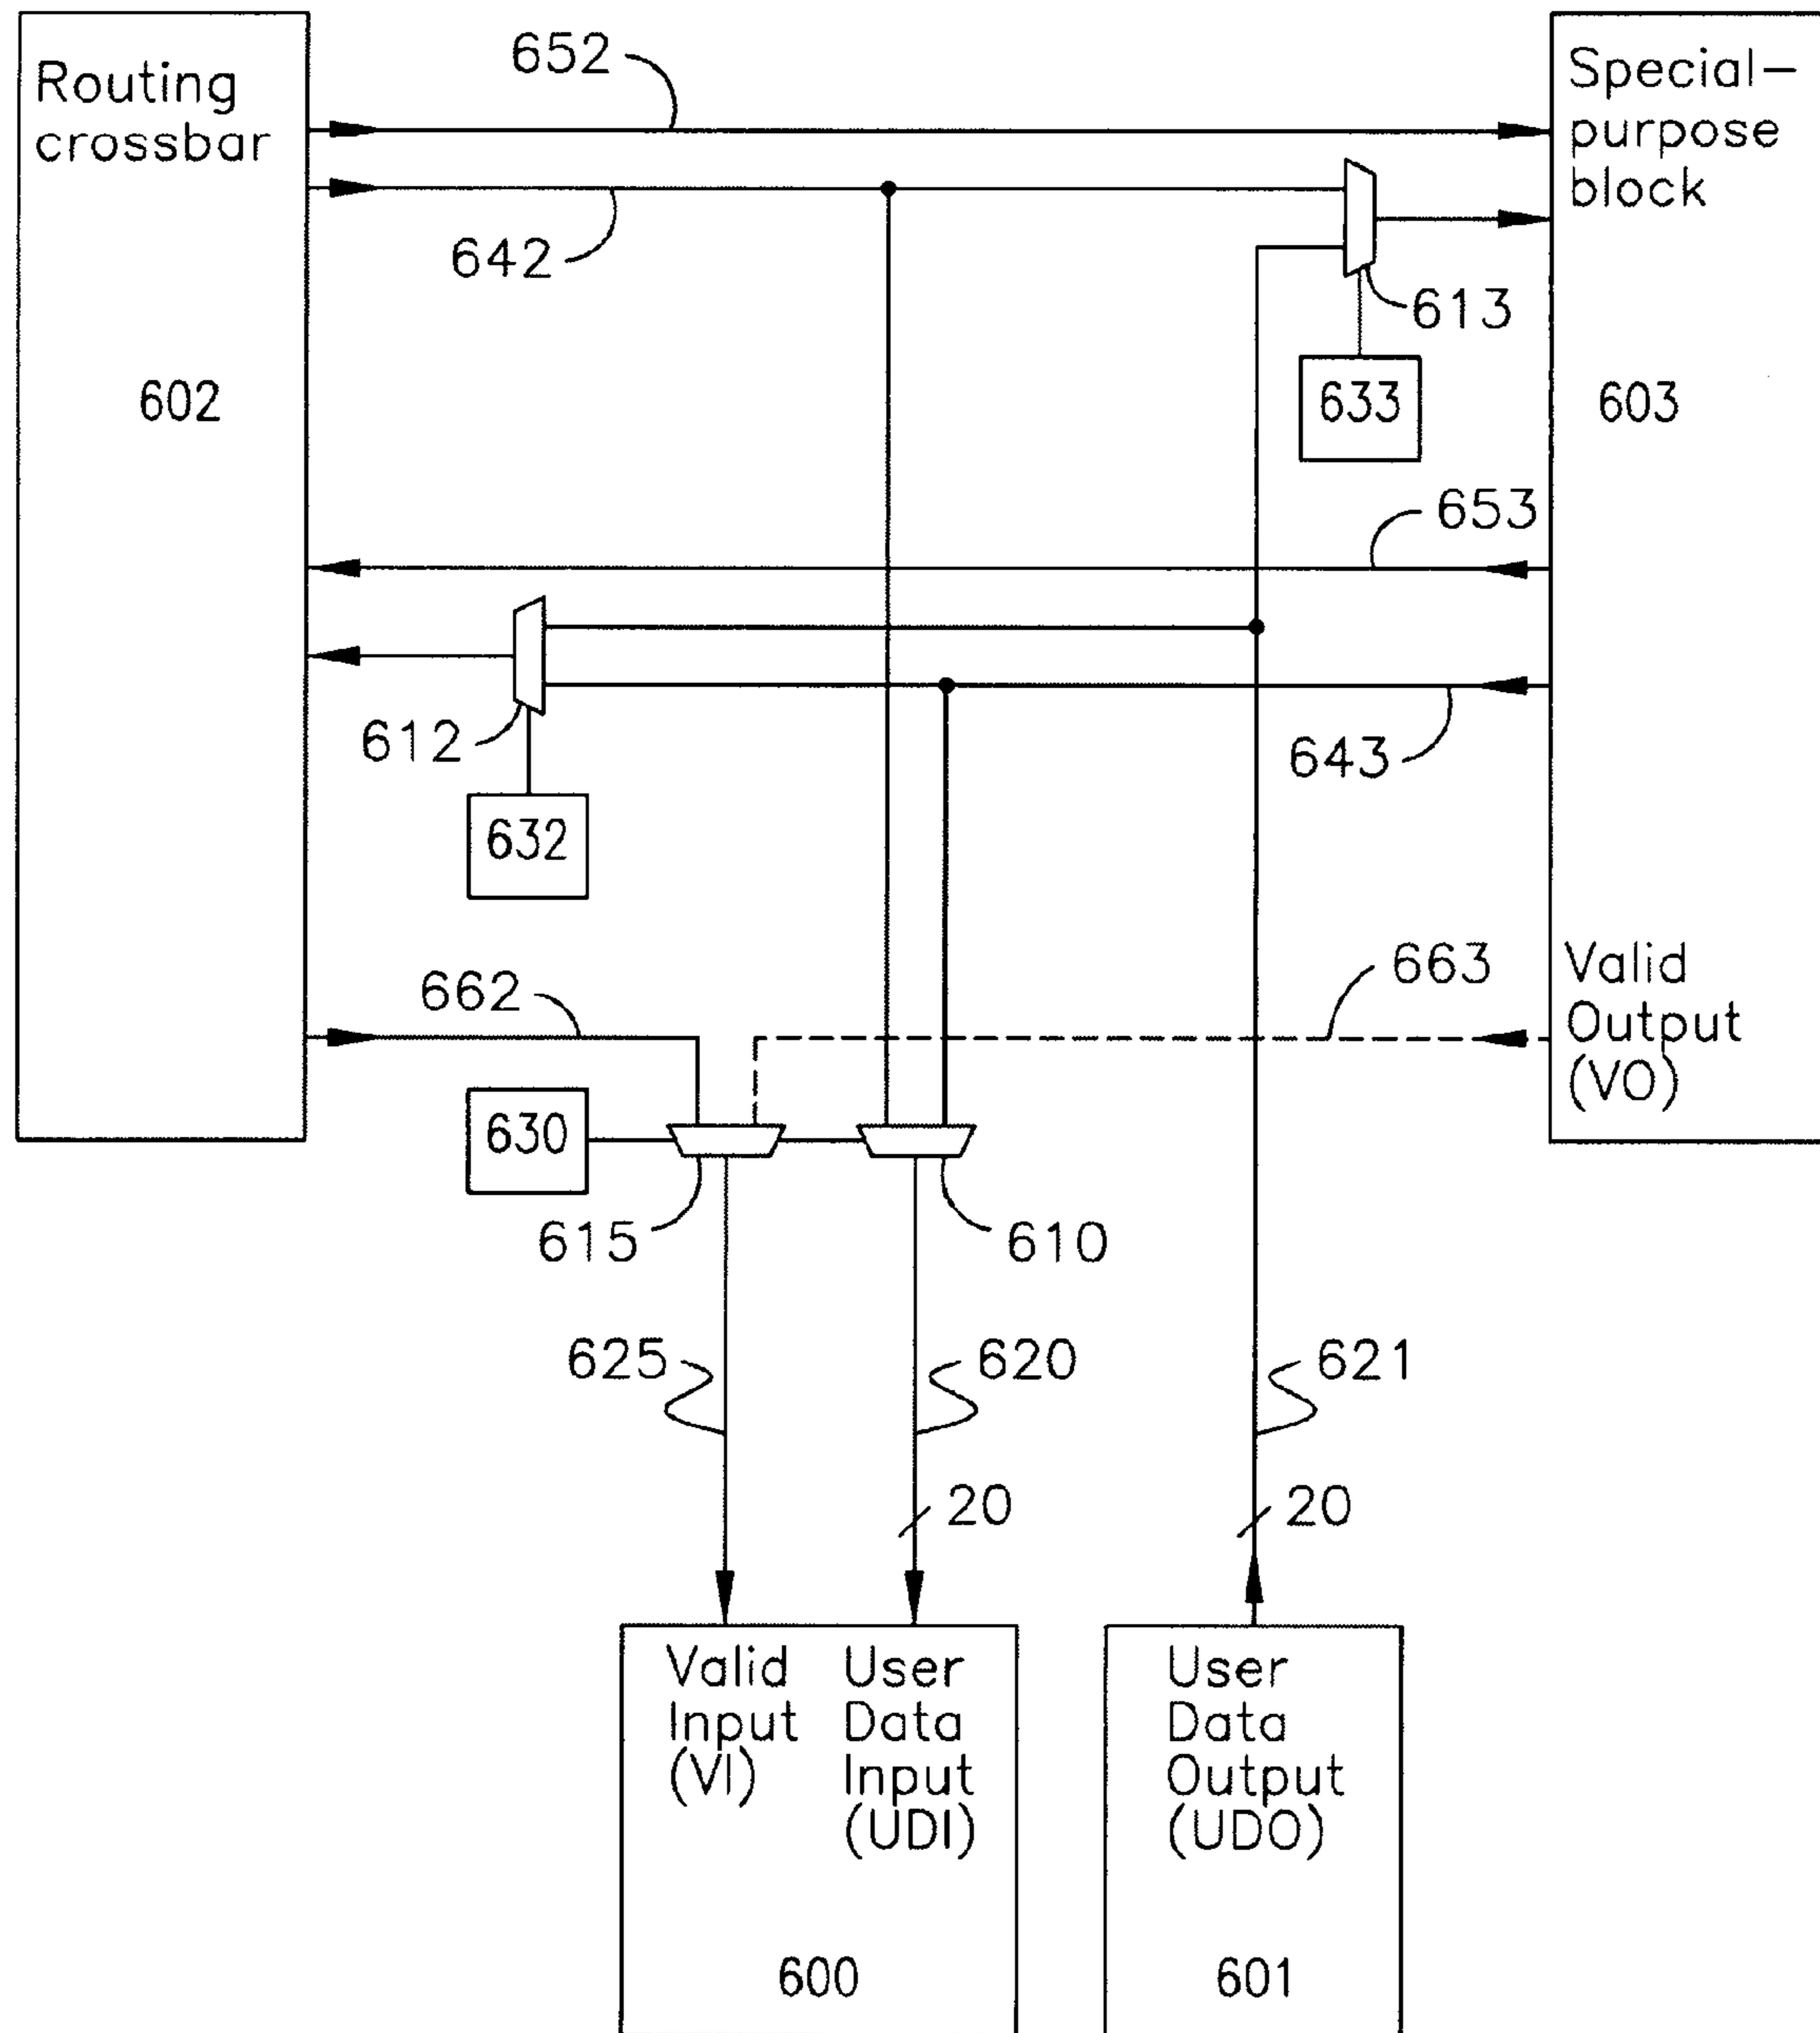 Routing
crossbar
602
652
642
Special-
purpose
block
613
633
603
653
612
643
632
662
663
Valid
Output
(VO)
630
615
610
625
620
621
20
20
Valid
Input
(VI)
User
Data
Input
(UDI)
600
User
Data
Output
(UDO)
601